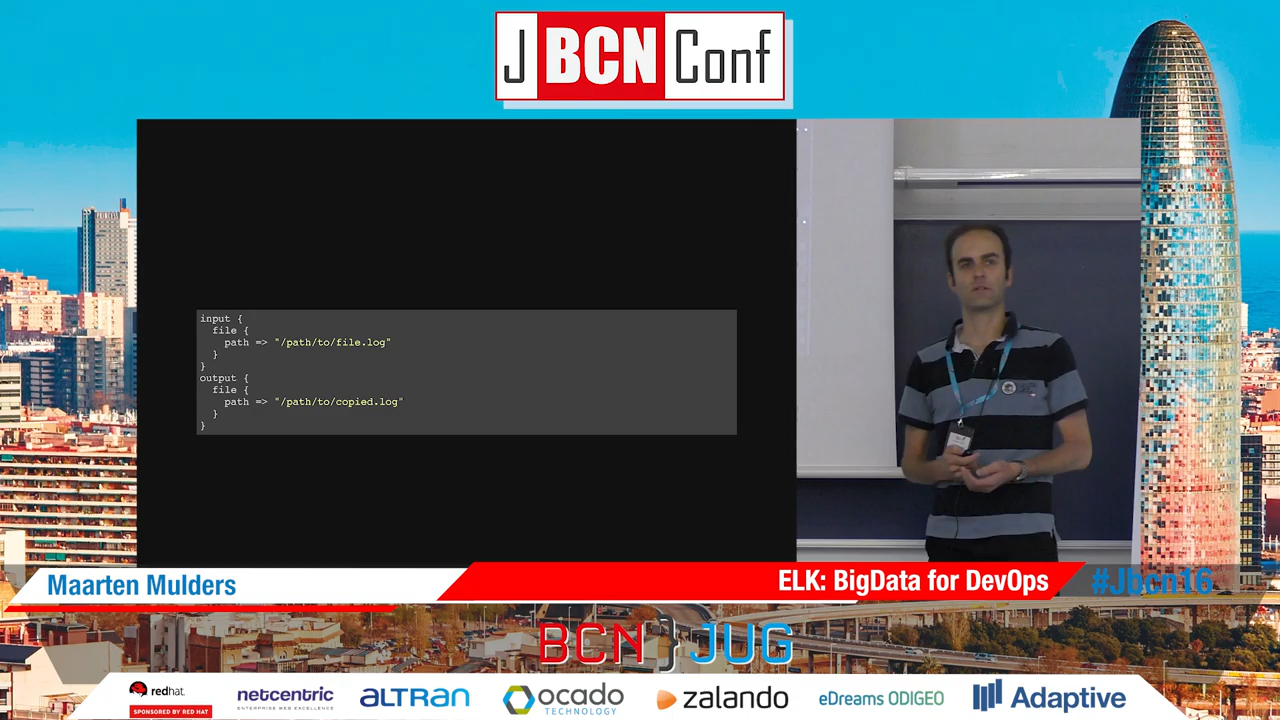 J BCN Conf
input {
  file {
    path => "/path/to/file.log"
  }
}
output {
  file {
    path => "/path/to/copied.log"
  }
}
Maarten Mulders
ELK: BigData for DevOps
#Jbcn16
BCN } JUG
redhat.
SPONSORED BY RED HAT
netcentric
ENTERPRISE WEB EXCELLENCE
ALTRAN
ocado
TECHNOLOGY
zalando
eDreams ODIGEO
Adaptive